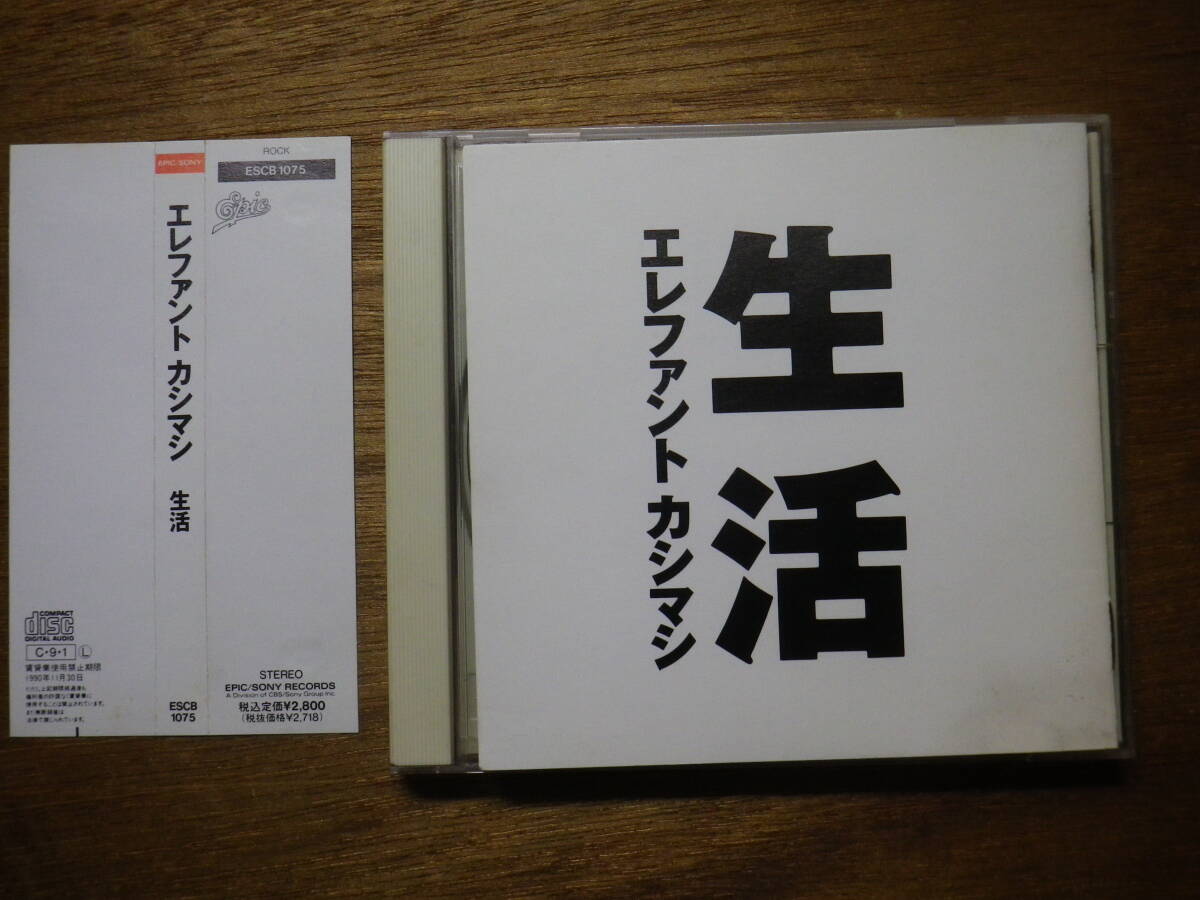 EPIC/SONY
エレファント カシマシ 生活
ESCB
1075
COMPACT
disc
DIGITAL AUDIO
C・9・1 L
賃貸業使用禁止期限
1990年11月30日
ROCK
ESCB 1075
Epic
STEREO
EPIC/SONY RECORDS
A Division of CBS/Sony Group Inc.
税込定価¥2,800
(税抜価格¥2,718)
生活
エレファント カシマシ